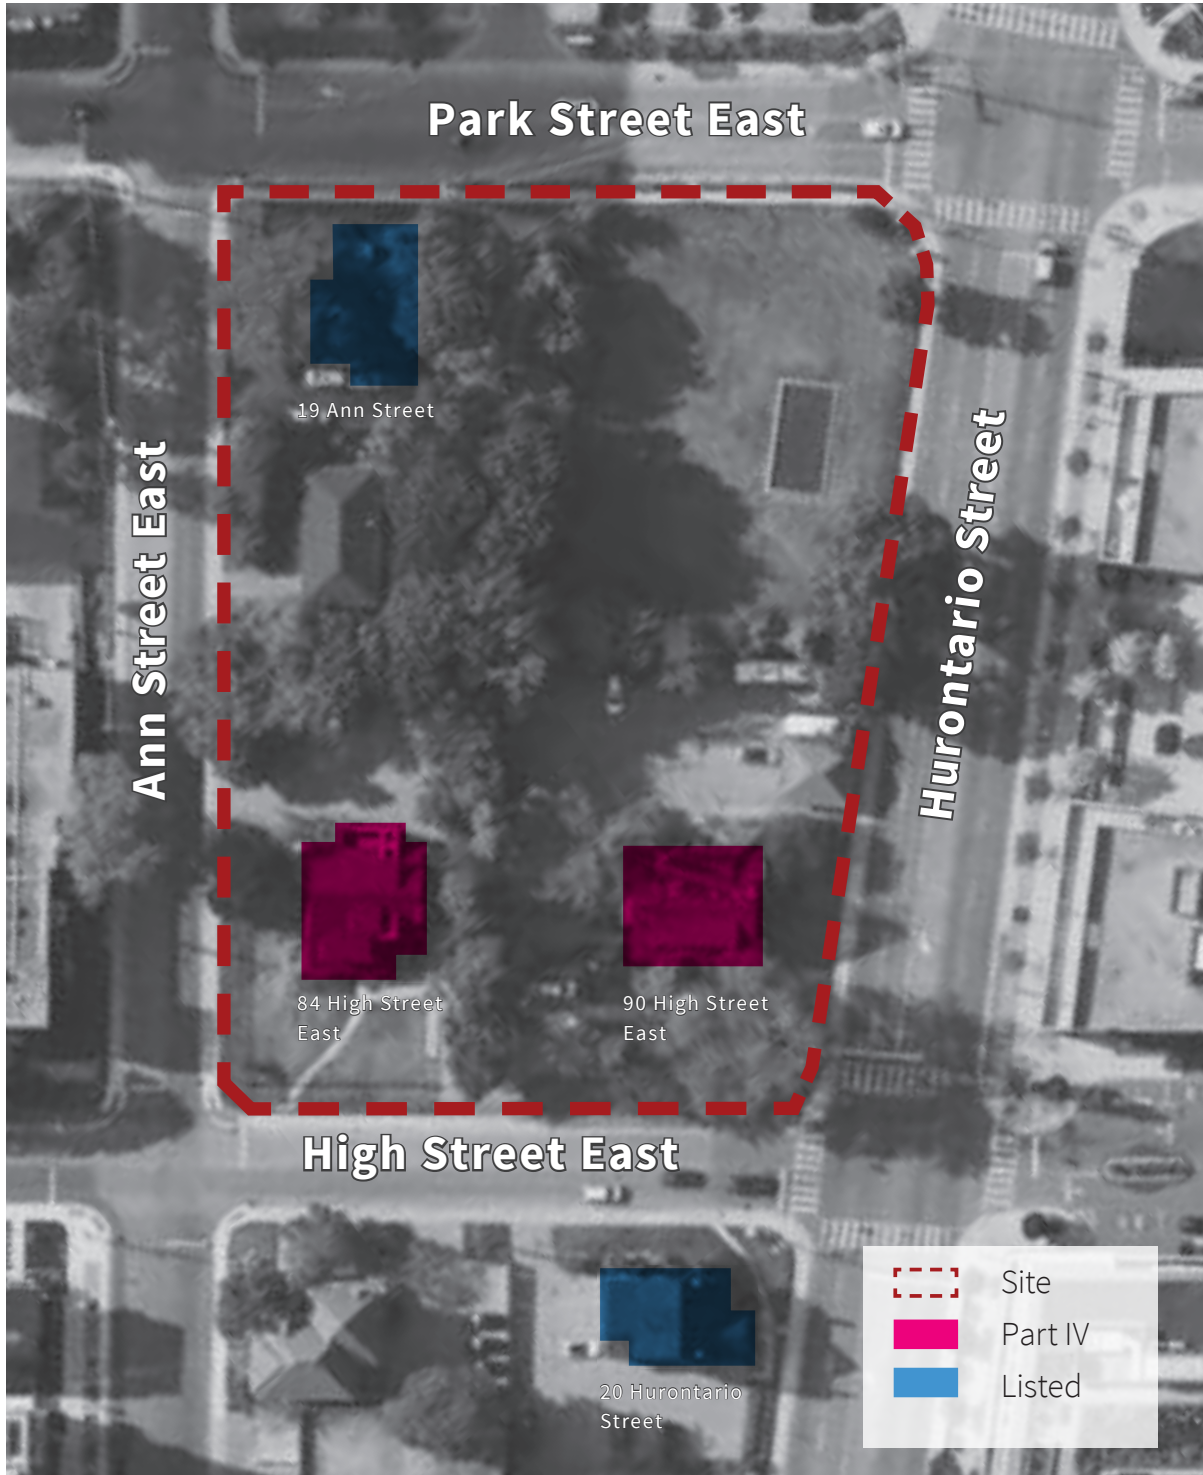 Park Street East
19 Ann Street
Ann Street East
Hurontario Street
84 High Street
East
90 High Street
East
High Street East
20 Hurontario
Street
Site
Part IV
Listed